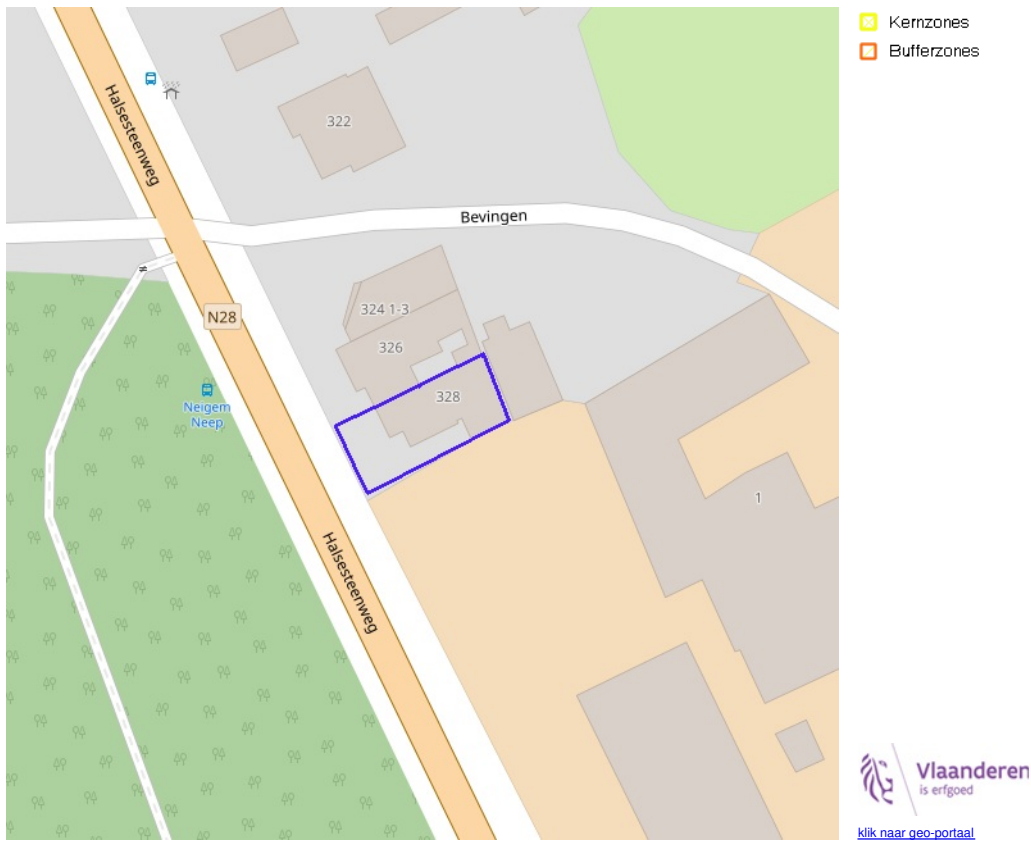 Kernzones
Bufferzones
Halsesteenweg
322
Bevingen
324 1-3
N28
326
328
Neigem
Neep
1
Halsesteenweg
Vlaanderen
is erfgoed
klik naar geo-portaal